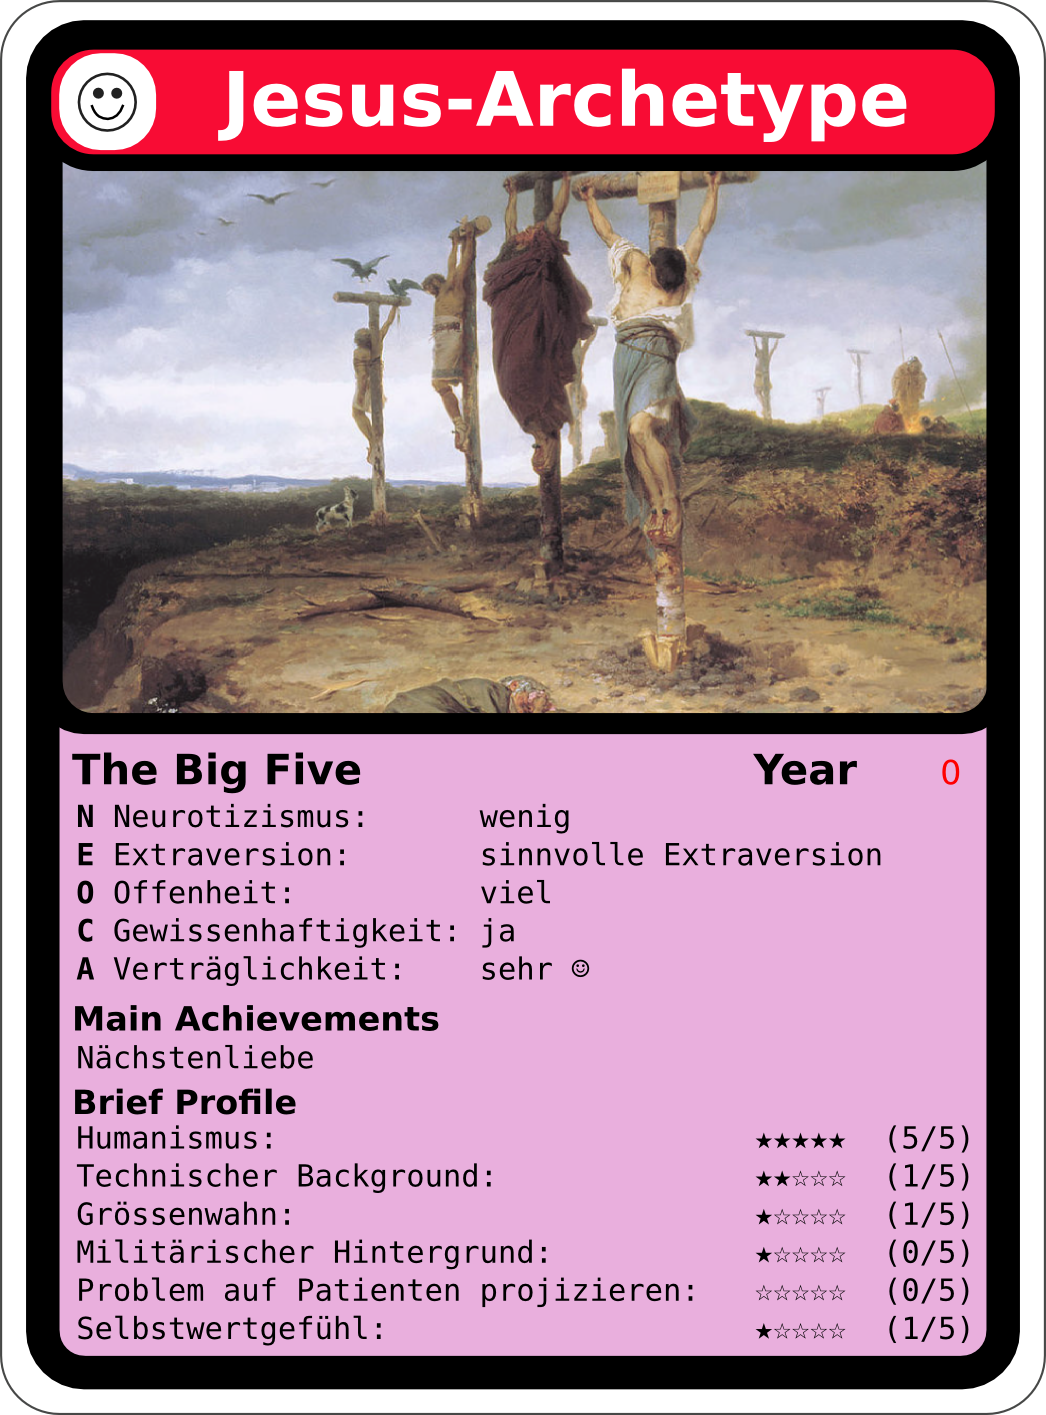 Jesus-Archetype
The Big Five Year 0
N Neurotizismus: wenig
E Extraversion: sinnvolle Extraversion
O Offenheit: viel
C Gewissenhaftigkeit: ja
A Verträglichkeit: sehr ☺
Main Achievements
Nächstenliebe
Brief Profile
Humanismus: ★★★★★ (5/5)
Technischer Background: ★★☆☆☆ (1/5)
Grössenwahn: ★☆☆☆☆ (1/5)
Militärischer Hintergrund: ★☆☆☆☆ (0/5)
Problem auf Patienten projizieren: ☆☆☆☆☆ (0/5)
Selbstwertgefühl: ★☆☆☆☆ (1/5)